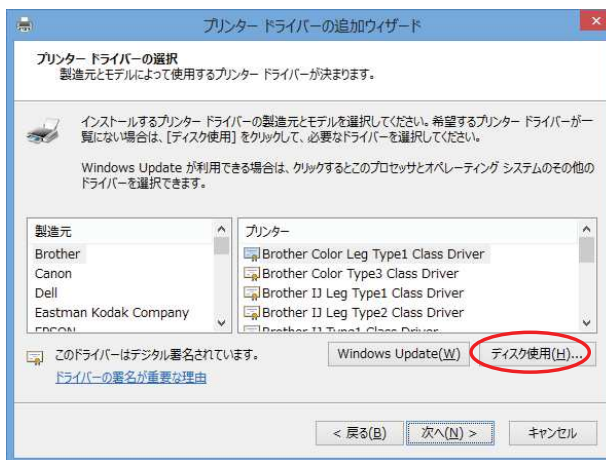 プリンター ドライバーの追加ウィザード
プリンター ドライバーの選択
製造元とモデルによって使用するプリンター ドライバーが決まります。
インストールするプリンター ドライバーの製造元とモデルを選択してください。希望するプリンター ドライバーが一
覧にない場合は、[ディスク使用] をクリックして、必要なドライバーを選択してください。
Windows Update が利用できる場合は、クリックするとこのプロセッサとオペレーティング システムのその他の
ドライバーを選択できます。
製造元
Brother
Canon
Dell
Eastman Kodak Company
EPSON
プリンター
Brother Color Leg Type1 Class Driver
Brother Color Type3 Class Driver
Brother IJ Leg Type1 Class Driver
Brother IJ Leg Type2 Class Driver
Brother IJ Type1 Class Driver
このドライバーはデジタル署名されています。
ドライバーの署名が重要な理由
Windows Update(W)
ディスク使用(H)...
< 戻る(B)
次へ(N) >
キャンセル